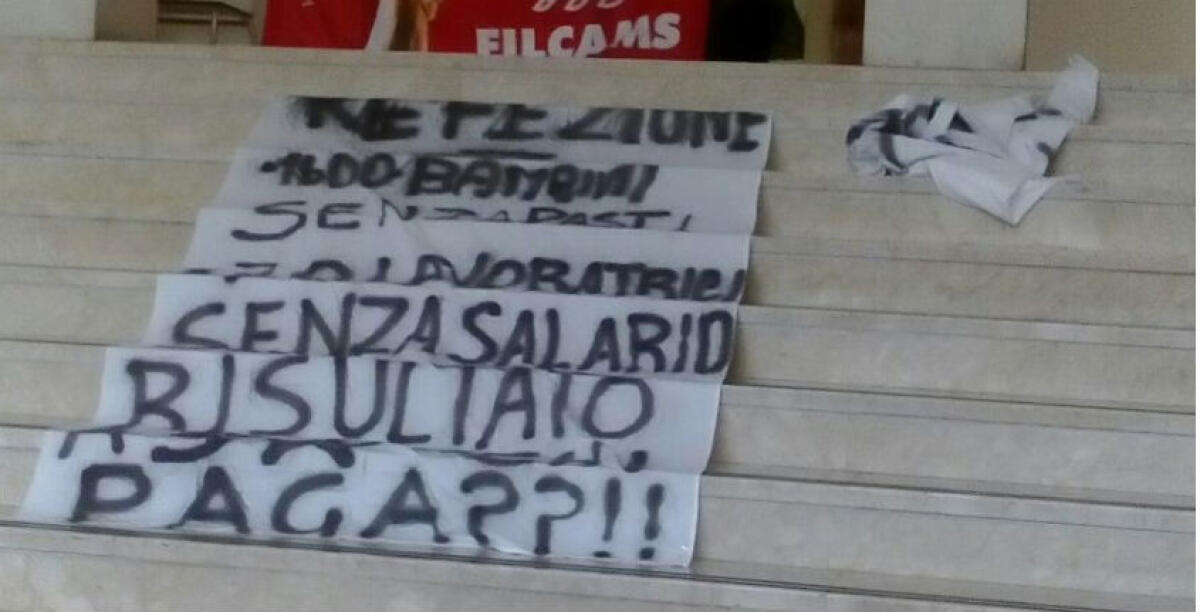 FILCAMS
REFEZIONE
1600 BAMBINI
SENZA PASTI
LAVORATRICI
SENZA SALARIO
RISULTATO
PAGA??!!